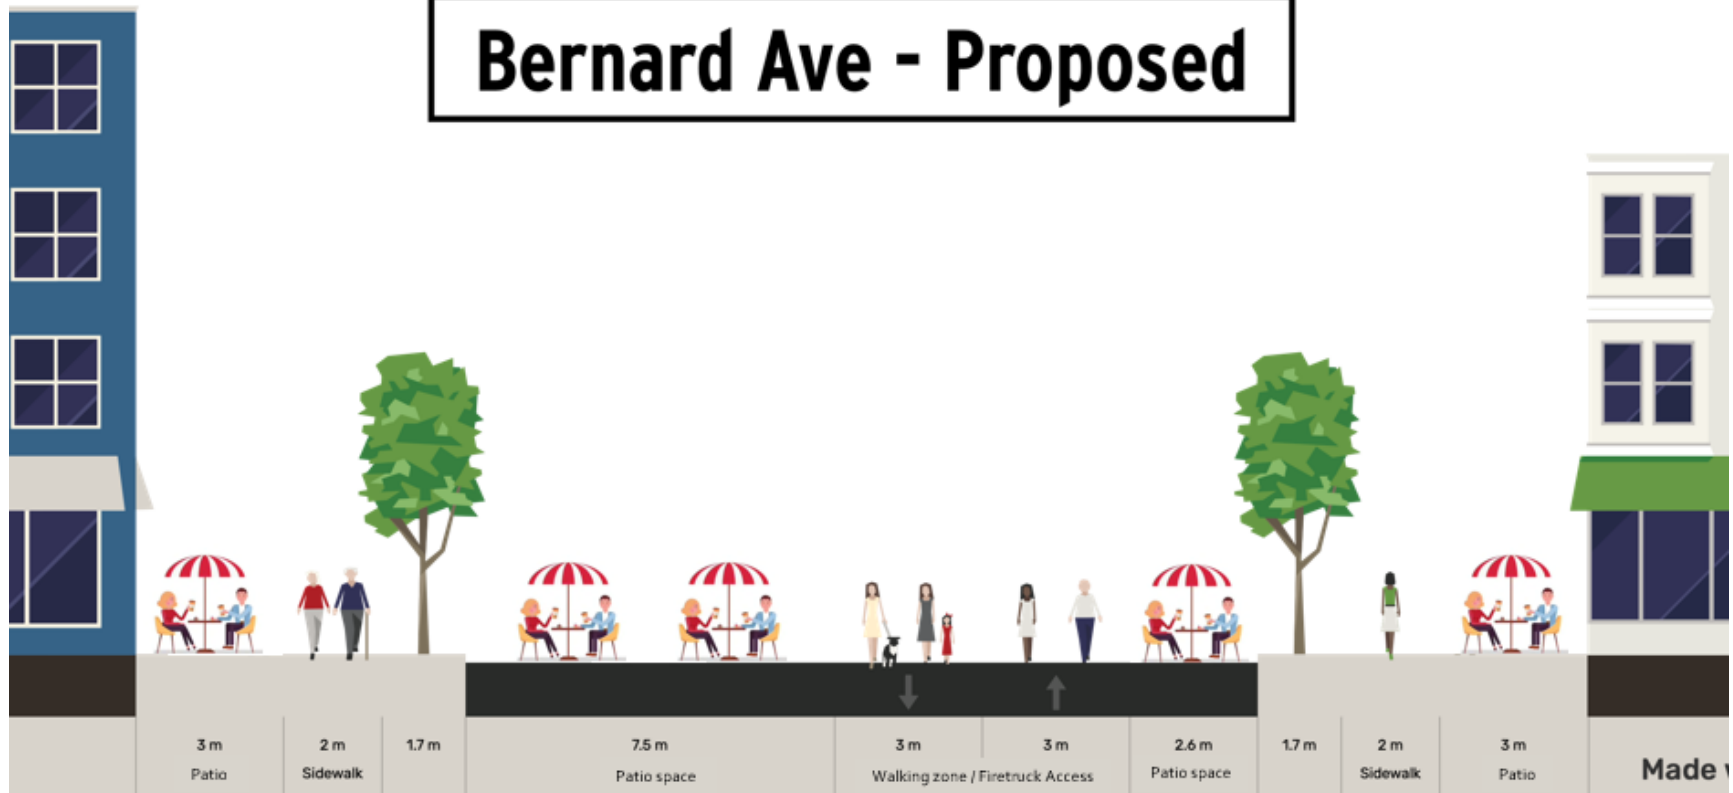 Bernard Ave - Proposed
3 m 2 m 1.7 m 7.5 m 3 m 3 m 2.6 m 1.7 m 2 m 3 m
Patio Sidewalk Patio space Walking zone / Firetruck Access Patio space Sidewalk Patio
Made